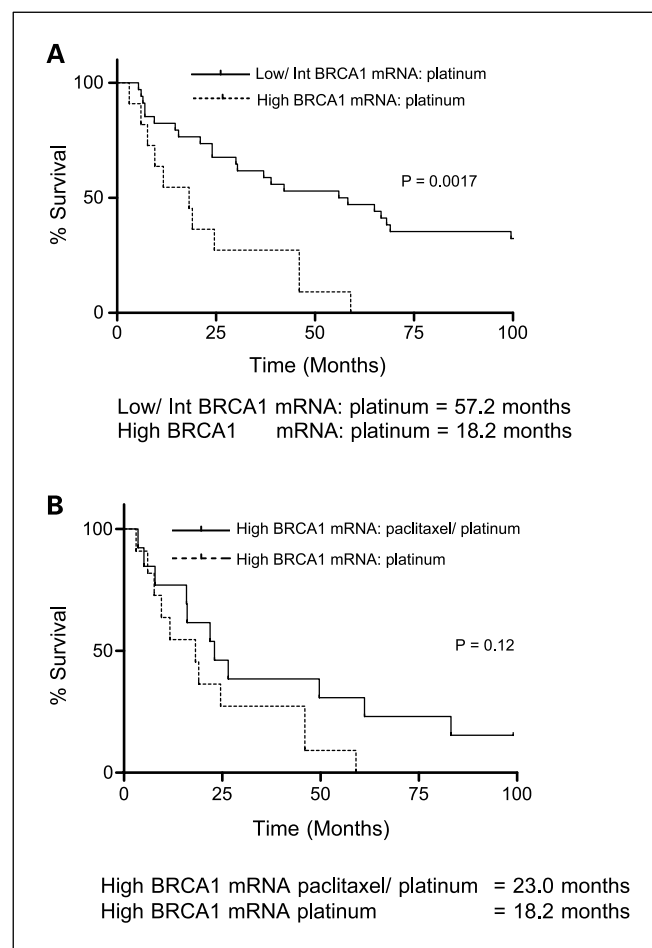 A
Low/ Int BRCA1 mRNA: platinum
High BRCA1 mRNA: platinum
100
50
0
% Survival
P = 0.0017
0 25 50 75 100
Time (Months)
Low/ Int BRCA1 mRNA: platinum = 57.2 months
High BRCA1 mRNA: platinum = 18.2 months
B
High BRCA1 mRNA: paclitaxel/ platinum
High BRCA1 mRNA: platinum
100
50
0
% Survival
P = 0.12
0 25 50 75 100
Time (Months)
High BRCA1 mRNA paclitaxel/ platinum = 23.0 months
High BRCA1 mRNA platinum = 18.2 months